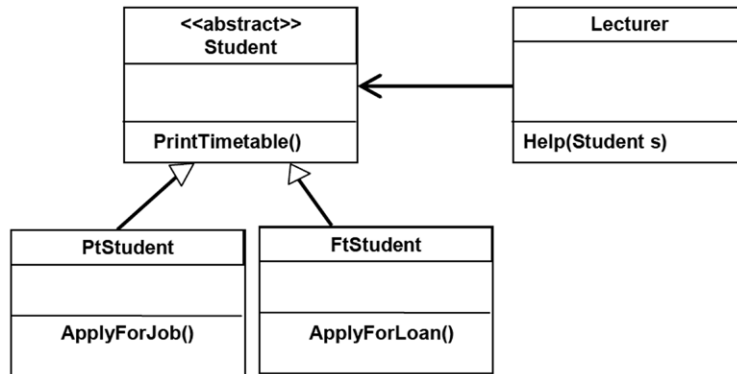 <<abstract>>
Student
PrintTimetable()
Lecturer
Help(Student s)
PtStudent
ApplyForJob()
FtStudent
ApplyForLoan()